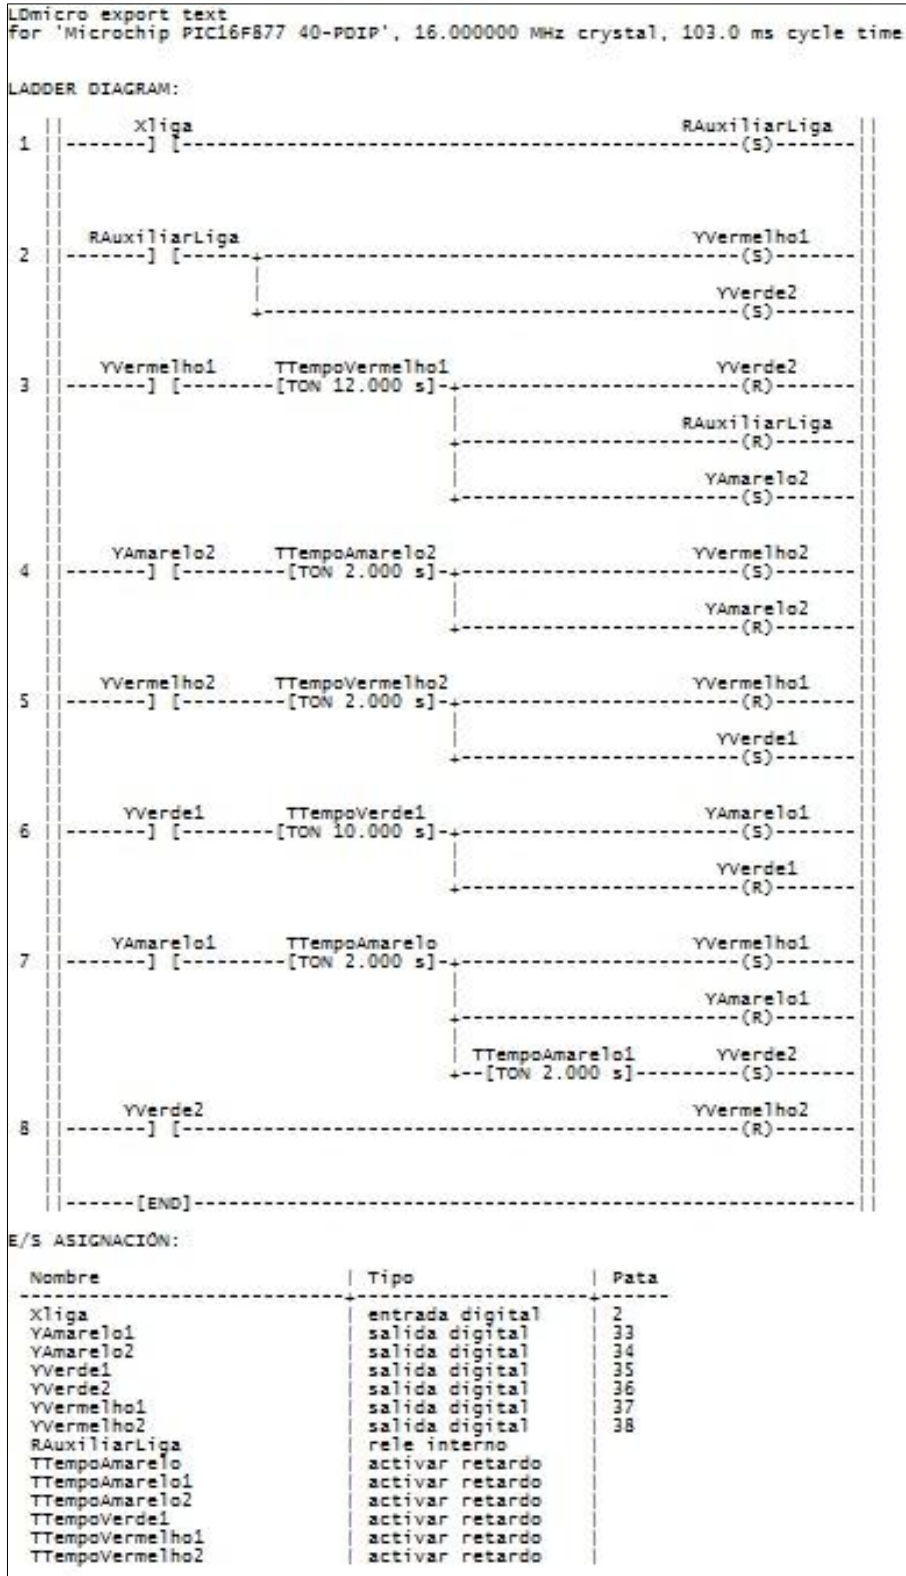 LDmicro export text
for 'Microchip PIC16F877 40-PDIP', 16.000000 MHz crystal, 103.0 ms cycle time
LADDER DIAGRAM:
Xliga RAuxiliarLiga
1 ||-------] [----------------------------------------------------(S)-------||
RAuxiliarLiga YVermelho1
2 ||-------] [------+---------------------------------------------(S)-------||
YVerde2
+---------------------------------------------(S)-------||
YVermelho1 TTempoVermelho1 YVerde2
3 ||-------] [--------[TON 12.000 s]-+--------------------------(R)-------||
RAuxiliarLiga
+--------------------------(R)-------||
YAmarelo2
+--------------------------(S)-------||
YAmarelo2 TTempoAmarelo2 YVermelho2
4 ||-------] [---------[TON 2.000 s]-+--------------------------(S)-------||
YAmarelo2
+--------------------------(R)-------||
YVermelho2 TTempoVermelho2 YVermelho1
5 ||-------] [---------[TON 2.000 s]-+--------------------------(R)-------||
YVerde1
+--------------------------(S)-------||
YVerde1 TTempoVerde1 YAmarelo1
6 ||-------] [--------[TON 10.000 s]-+--------------------------(S)-------||
YVerde1
+--------------------------(R)-------||
YAmarelo1 TTempoAmarelo YVermelho1
7 ||-------] [---------[TON 2.000 s]-+--------------------------(S)-------||
YAmarelo1
+--------------------------(R)-------||
TTempoAmarelo1 YVerde2
+--[TON 2.000 s]---------(S)-------||
YVerde2 YVermelho2
8 ||-------] [----------------------------------------------------(R)-------||
||------[END]---------------------------------------------------------------||
E/S ASIGNACIÓN:
Nombre | Tipo | Pata
----------------------------+--------------------+------
Xliga | entrada digital | 2
YAmarelo1 | salida digital | 33
YAmarelo2 | salida digital | 34
YVerde1 | salida digital | 35
YVerde2 | salida digital | 36
YVermelho1 | salida digital | 37
YVermelho2 | salida digital | 38
RAuxiliarLiga | rele interno |
TTempoAmarelo | activar retardo |
TTempoAmarelo1 | activar retardo |
TTempoAmarelo2 | activar retardo |
TTempoVerde1 | activar retardo |
TTempoVermelho1 | activar retardo |
TTempoVermelho2 | activar retardo |